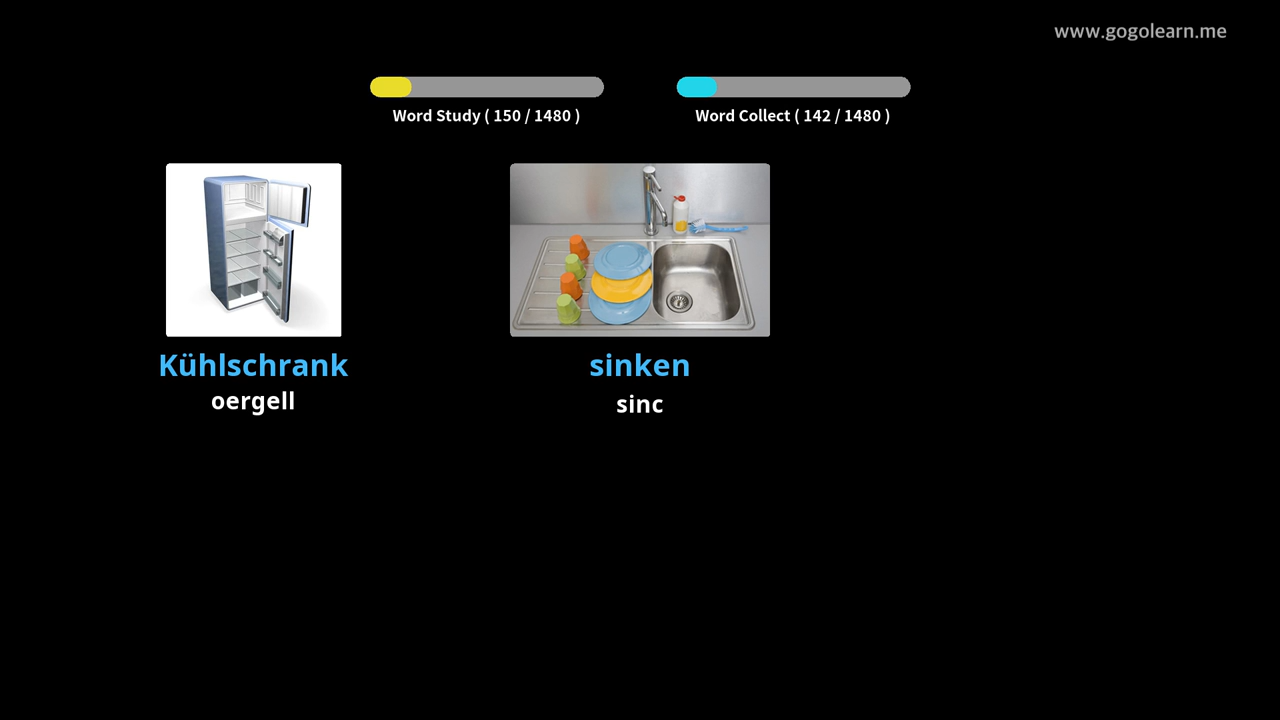 www.gogolearn.me
Word Study ( 150 / 1480 )
Word Collect ( 142 / 1480 )
Kühlschrank
oergell
sinken
sinc